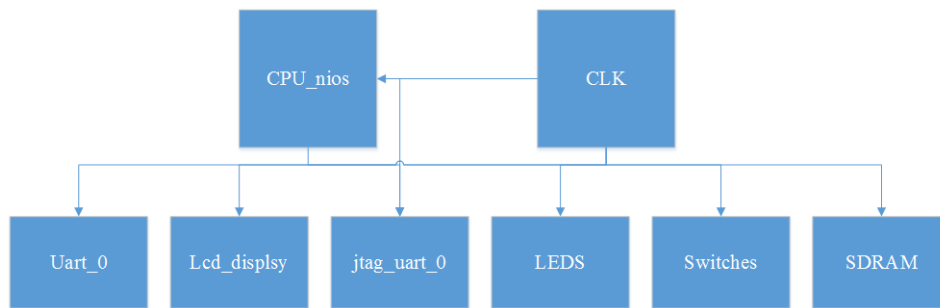 CPU_nios
CLK
Uart_0
Lcd_displsy
jtag_uart_0
LEDS
Switches
SDRAM